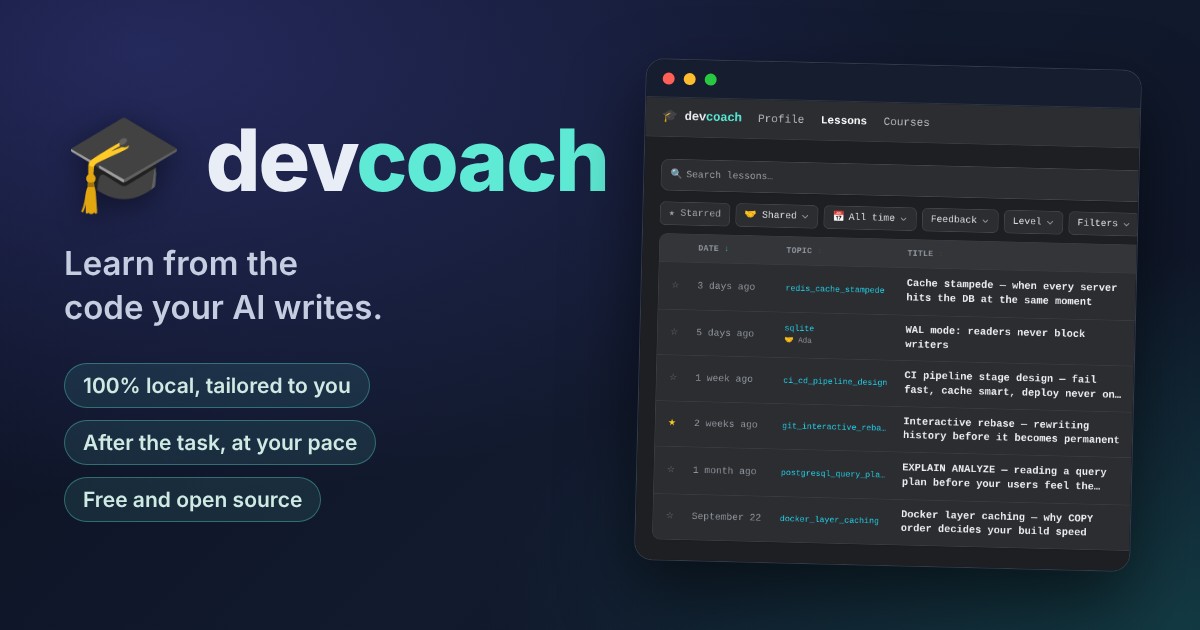 devcoach
Learn from the
code your AI writes.
100% local, tailored to you
After the task, at your pace
Free and open source
devcoach Profile Lessons Courses
Search lessons…
★ Starred Shared All time Feedback Level Filters
DATE ↓ TOPIC TITLE
☆ 3 days ago redis_cache_stampede Cache stampede — when every server
hits the DB at the same moment
☆ 5 days ago sqlite WAL mode: readers never block
Ada writers
☆ 1 week ago ci_cd_pipeline_design CI pipeline stage design — fail
fast, cache smart, deploy never on…
★ 2 weeks ago git_interactive_reba… Interactive rebase — rewriting
history before it becomes permanent
☆ 1 month ago postgresql_query_pla… EXPLAIN ANALYZE — reading a query
plan before your users feel the…
☆ September 22 docker_layer_caching Docker layer caching — why COPY
order decides your build speed